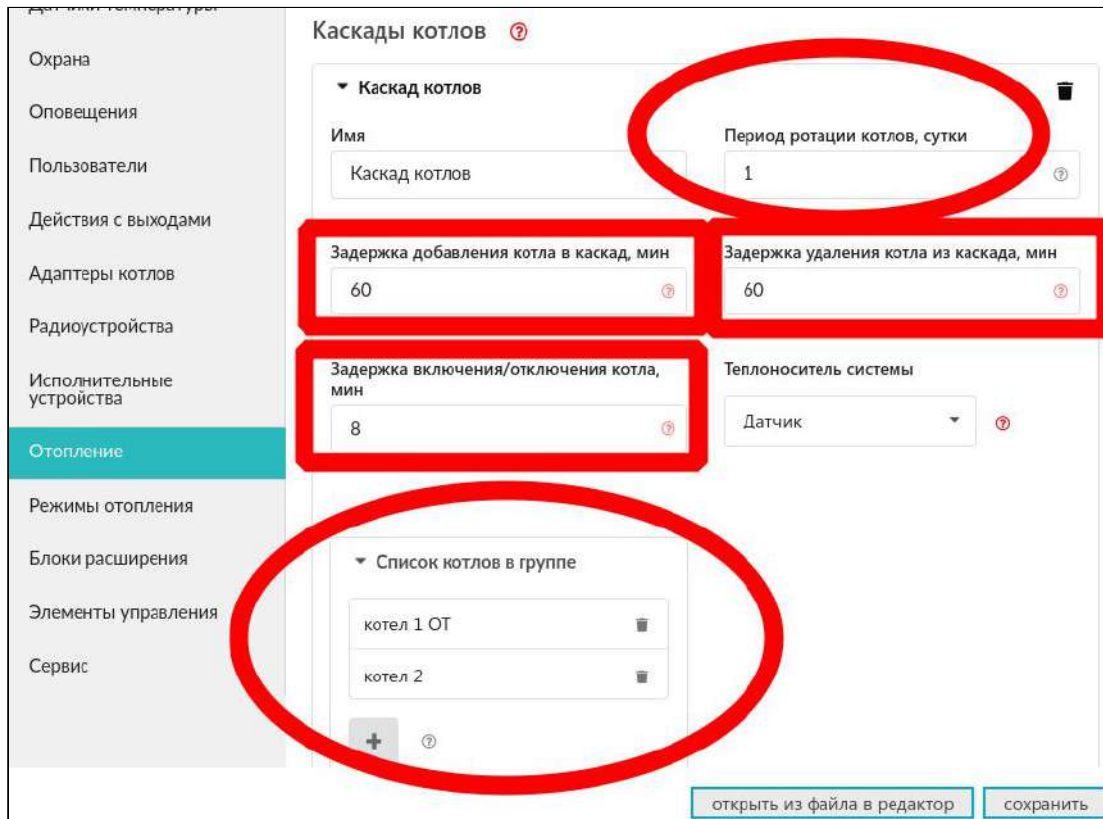 Датчики температуры
Охрана
Оповещения
Пользователи
Действия с выходами
Адаптеры котлов
Радиоустройства
Исполнительные
устройства
Отопление
Режимы отопления
Блоки расширения
Элементы управления
Сервис
Каскады котлов ?
Каскад котлов
Имя
Каскад котлов
Период ротации котлов, сутки
1 ?
Задержка добавления котла в каскад, мин
60 ?
Задержка удаления котла из каскада, мин
60 ?
Задержка включения/отключения котла,
мин
8 ?
Теплоноситель системы
Датчик ?
Список котлов в группе
котел 1 ОТ
котел 2
+ ?
открыть из файла в редактор
сохранить